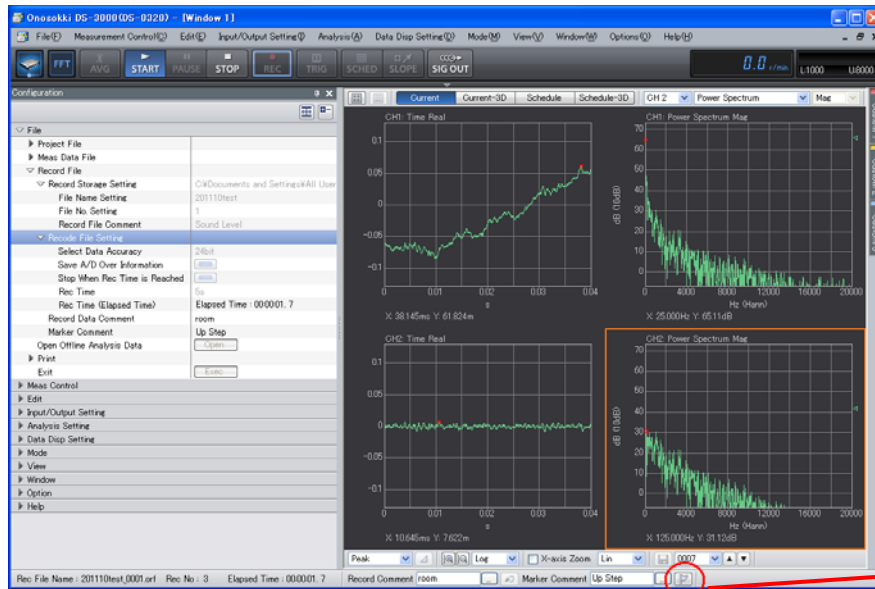 Onosokki DS-3000(DS-0320) - [Window 1]
File(F) Measurement Control(C) Edit(E) Input/Output Setting(I) Analysis(A) Data Disp Setting(D) Mode(M) View(V) Window(W) Options(O) Help(H)
FFT AVG START PAUSE STOP REC TRIG SCHED SLOPE SIG OUT 0.0 r/min L1000 U8000
Configuration
Current Current-3D Schedule Schedule-3D CH 2 Power Spectrum Mag
File
Project File
Meas Data File
Record File
Record Storage Setting C:¥Documents and Settings¥All User
File Name Setting 201110test
File No. Setting 1
Record File Comment Sound Level
Recode File Setting
Select Data Accuracy 24bit
Save A/D Over Information
Stop When Rec Time is Reached
Rec Time 5s
Rec Time (Elapsed Time) Elapsed Time : 00:00:01. 7
Record Data Comment room
Marker Comment Up Step
Open Offline Analysis Data Open
Print
Exit Exec
Meas Control
Edit
Input/Output Setting
Analysis Setting
Data Disp Setting
Mode
View
Window
Option
Help
CH1: Time Real
0.1
0.05
0
-0.05
-0.1
0 0.01 0.02 0.03 0.04
s
X: 38.145ms Y: 61.824m
CH1: Power Spectrum Mag
70
60
50
40
30
20
10
0
dB (10dB)
0 4000 8000 12000 16000 20000
Hz (Hann)
X: 25.000Hz Y: 65.11dB
CH2: Time Real
0.1
0.05
0
-0.05
-0.1
0 0.01 0.02 0.03 0.04
s
X: 10.645ms Y: 7.622m
CH2: Power Spectrum Mag
70
60
50
40
30
20
10
0
dB (10dB)
0 4000 8000 12000 16000 20000
Hz (Hann)
X: 125.000Hz Y: 31.12dB
Peak Log X-axis Zoom Lin 0007
Rec File Name : 201110test_0001.orf Rec No : 3 Elapsed Time : 00:00:01. 7 Record Comment room ... Marker Comment Up Step ...